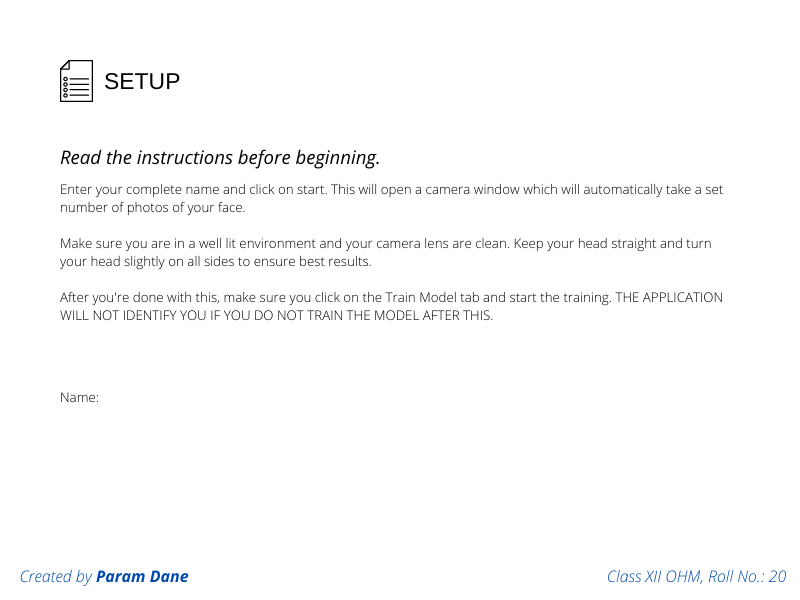 SETUP
Read the instructions before beginning.
Enter your complete name and click on start. This will open a camera window which will automatically take a set
number of photos of your face.
Make sure you are in a well lit environment and your camera lens are clean. Keep your head straight and turn
your head slightly on all sides to ensure best results.
After you're done with this, make sure you click on the Train Model tab and start the training. THE APPLICATION
WILL NOT IDENTIFY YOU IF YOU DO NOT TRAIN THE MODEL AFTER THIS.
Name:
Created by Param Dane
Class XII OHM, Roll No.: 20